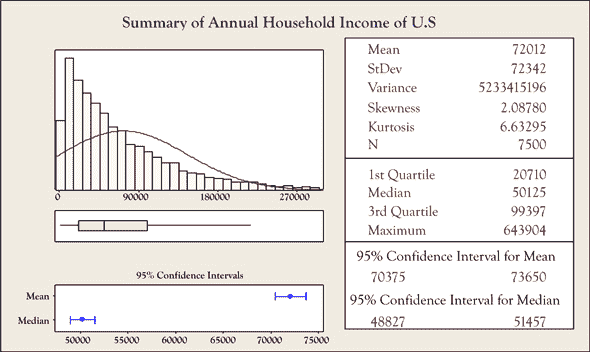 Summary of Annual Household Income of U.S
0 90000 180000 270000
95% Confidence Intervals
Mean
Median
50000 55000 60000 65000 70000 75000
Mean 72012
StDev 72342
Variance 5233415196
Skewness 2.08780
Kurtosis 6.63295
N 7500
1st Quartile 20710
Median 50125
3rd Quartile 99397
Maximum 643904
95% Confidence Interval for Mean
70375 73650
95% Confidence Interval for Median
48827 51457